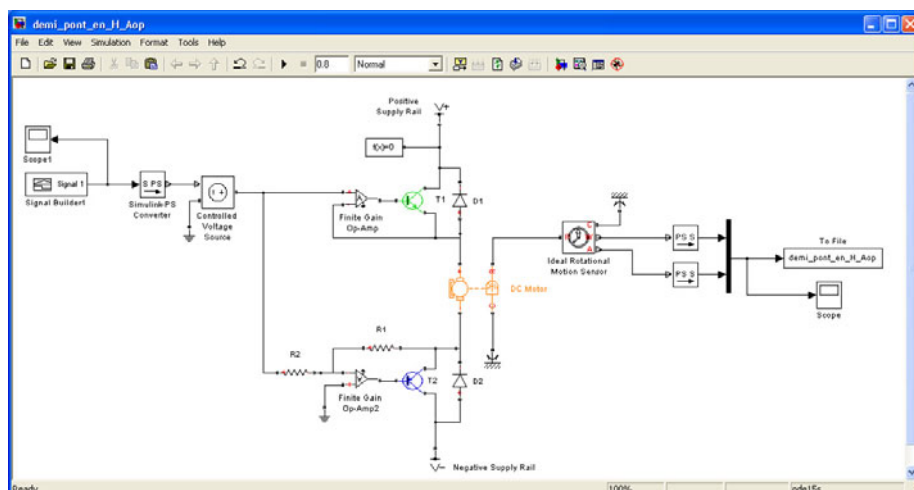 demi_pont_en_H_Aop
File Edit View Simulation Format Tools Help
0.8 Normal
Positive
Supply Rail
V+
f(x)=0
Scope1
Signal 1
Signal Builder1
S PS
Simulink-PS
Converter
Controlled
Voltage
Source
Finite Gain
Op-Amp
T1
D1
C
R
W
A
Ideal Rotational
Motion Sensor
PS S
PS S
To File
demi_pont_en_H_Aop
Scope
DC Motor
R1
R2
Finite Gain
Op-Amp2
T2
D2
V- Negative Supply Rail
Ready
100%
ode15s